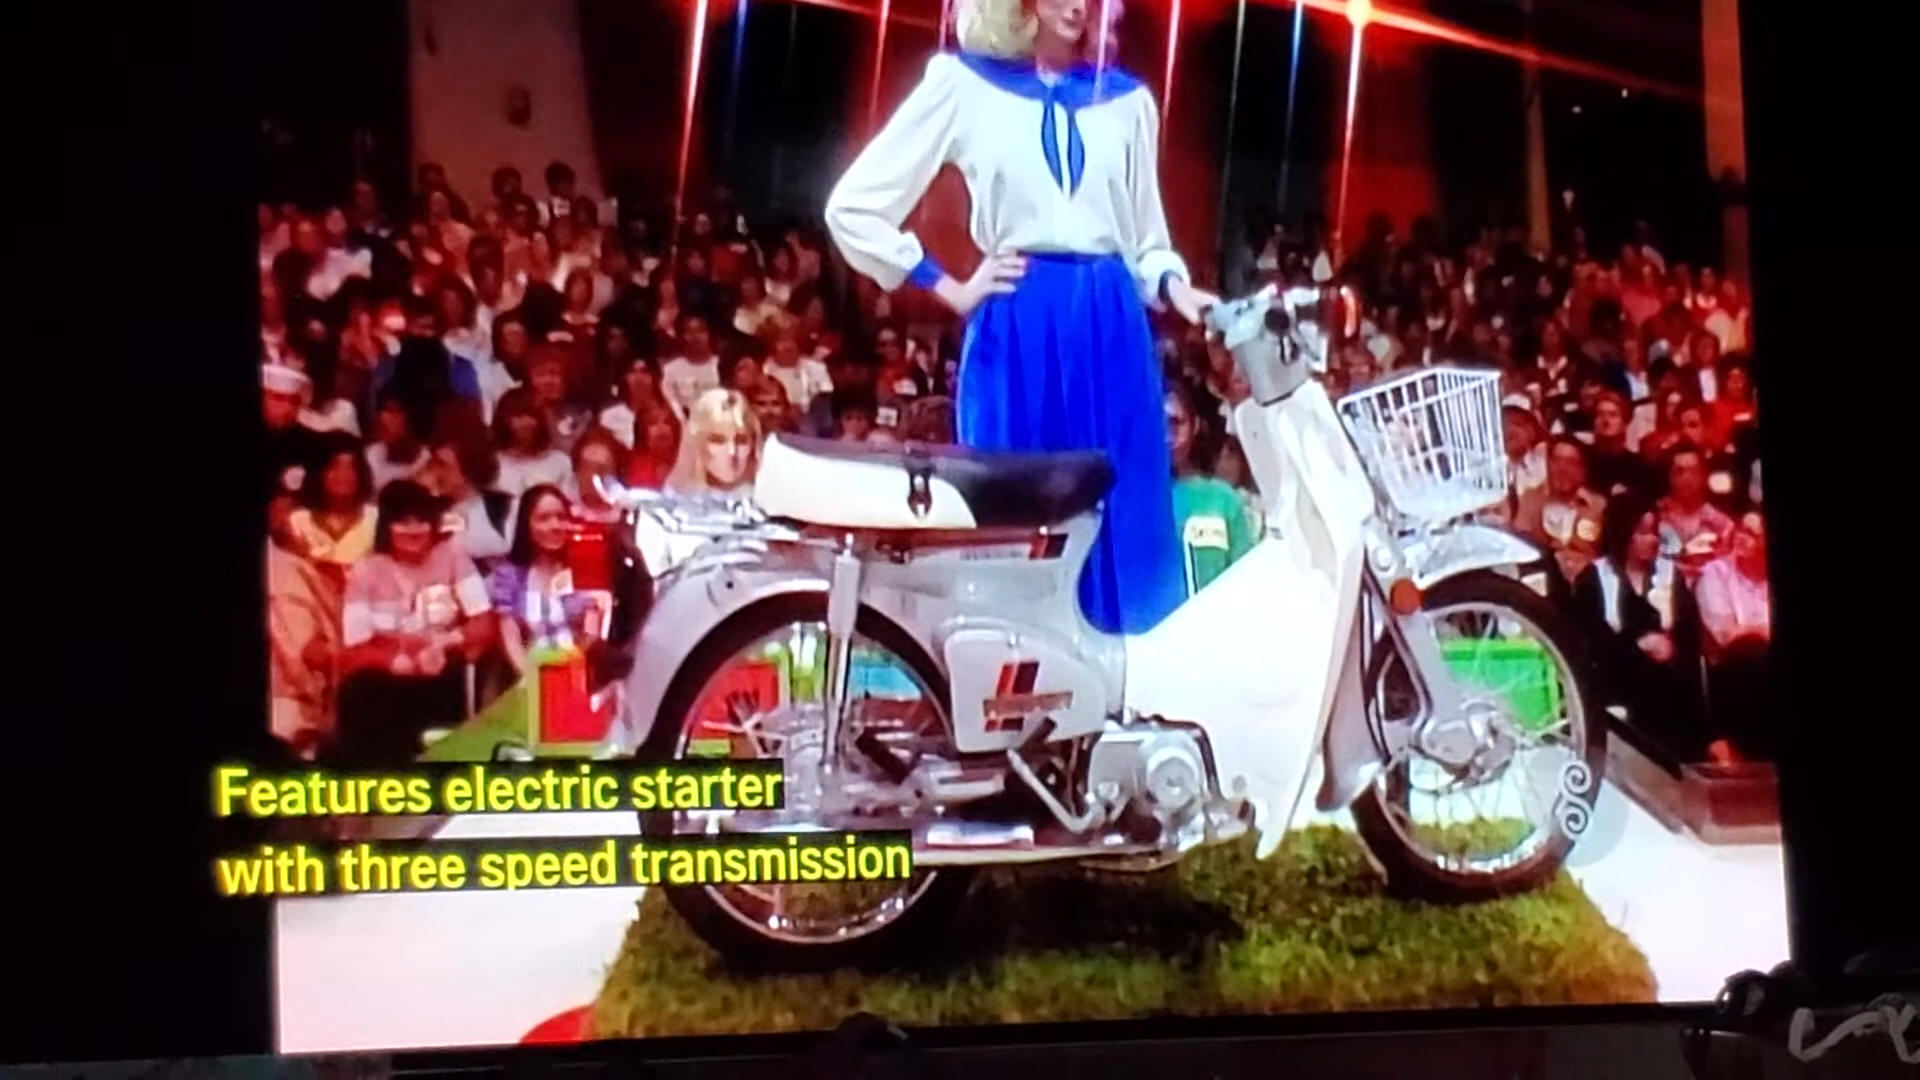 Features electric starter
with three speed transmission